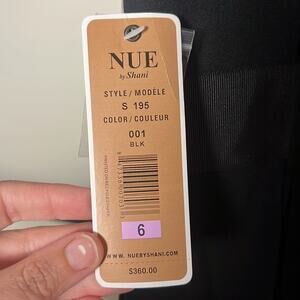 NUE
by Shani
STYLE / MODÈLE
S 195
COLOR / COULEUR
001
BLK
6
WWW.NUEBYSHANI.COM
$360.00